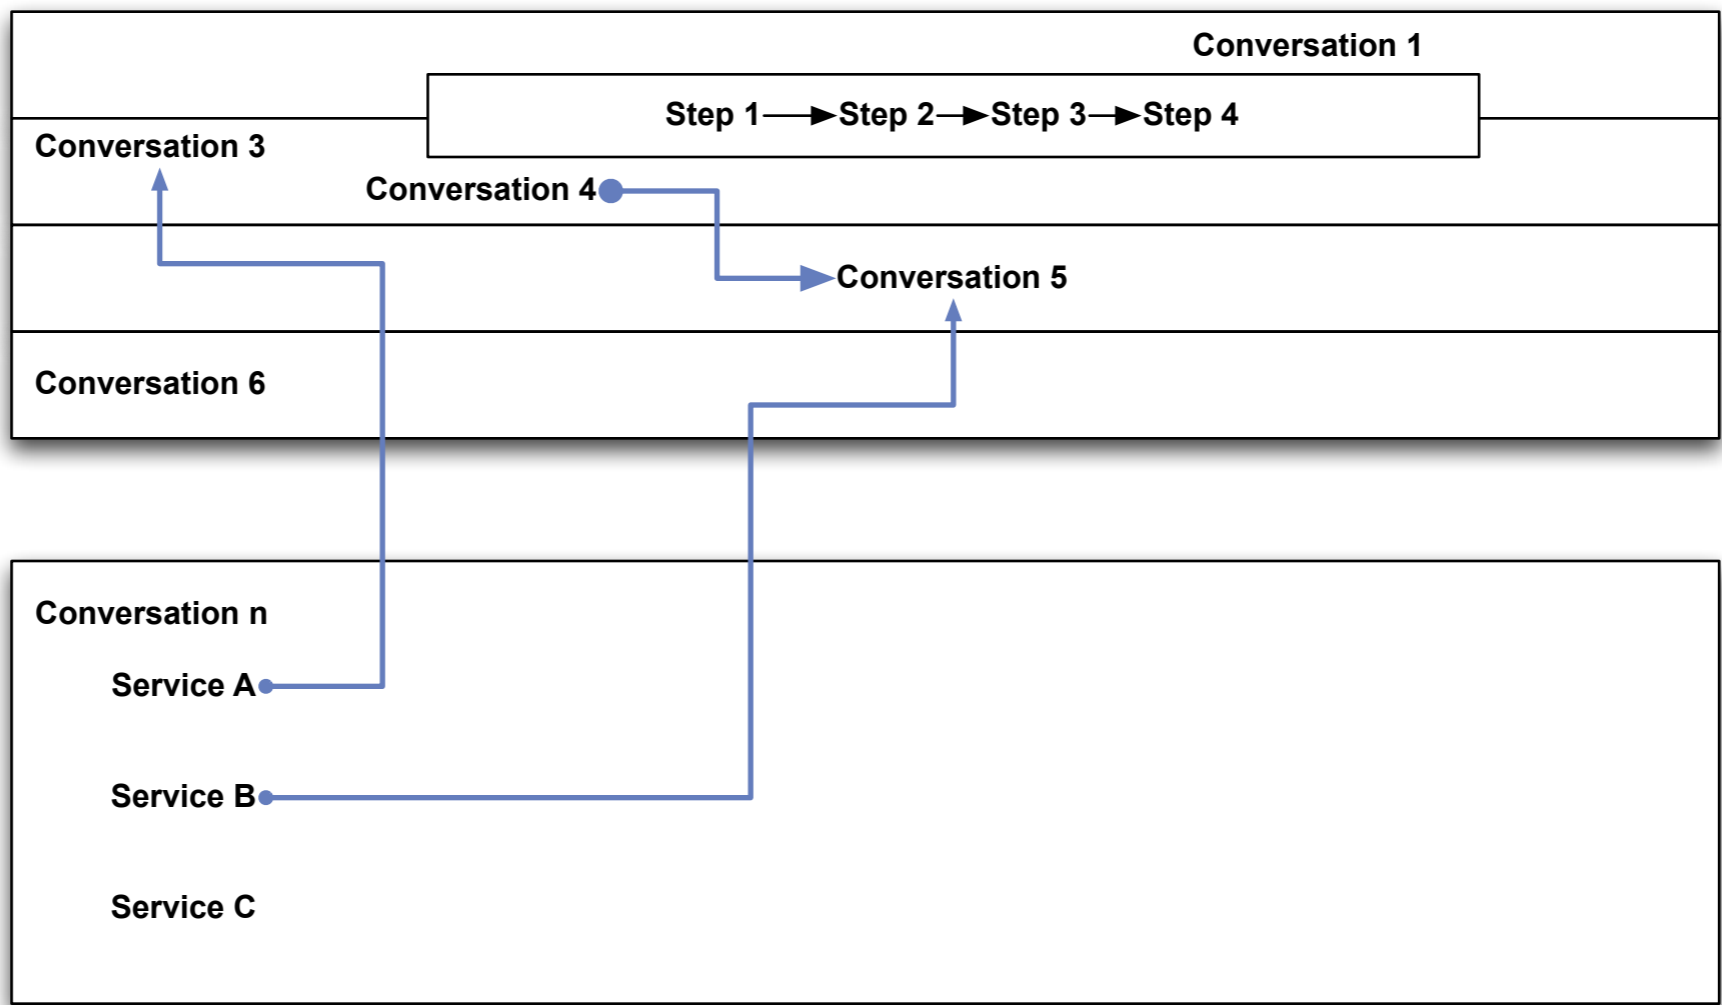 Conversation 1
Step 1 Step 2 Step 3 Step 4
Conversation 3
Conversation 4
Conversation 5
Conversation 6
Conversation n
Service A
Service B
Service C